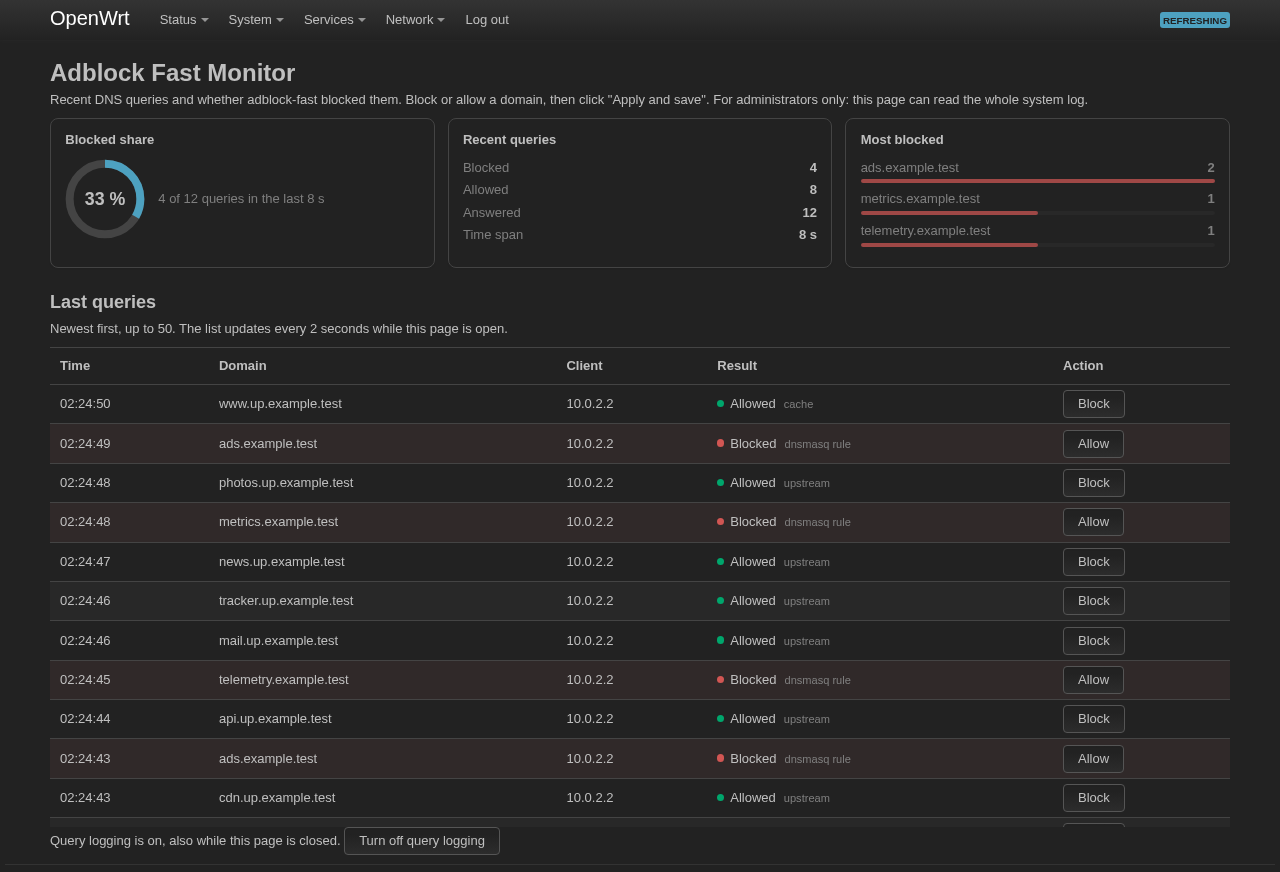 OpenWrt Status System Services Network Log out REFRESHING
Adblock Fast Monitor
Recent DNS queries and whether adblock-fast blocked them. Block or allow a domain, then click "Apply and save". For administrators only: this page can read the whole system log.
Blocked share
33 %
4 of 12 queries in the last 8 s
Recent queries
Blocked 4
Allowed 8
Answered 12
Time span 8 s
Most blocked
ads.example.test 2
metrics.example.test 1
telemetry.example.test 1
Last queries
Newest first, up to 50. The list updates every 2 seconds while this page is open.
Time Domain Client Result Action
02:24:50 www.up.example.test 10.0.2.2 Allowed cache Block
02:24:49 ads.example.test 10.0.2.2 Blocked dnsmasq rule Allow
02:24:48 photos.up.example.test 10.0.2.2 Allowed upstream Block
02:24:48 metrics.example.test 10.0.2.2 Blocked dnsmasq rule Allow
02:24:47 news.up.example.test 10.0.2.2 Allowed upstream Block
02:24:46 tracker.up.example.test 10.0.2.2 Allowed upstream Block
02:24:46 mail.up.example.test 10.0.2.2 Allowed upstream Block
02:24:45 telemetry.example.test 10.0.2.2 Blocked dnsmasq rule Allow
02:24:44 api.up.example.test 10.0.2.2 Allowed upstream Block
02:24:43 ads.example.test 10.0.2.2 Blocked dnsmasq rule Allow
02:24:43 cdn.up.example.test 10.0.2.2 Allowed upstream Block
Query logging is on, also while this page is closed. Turn off query logging